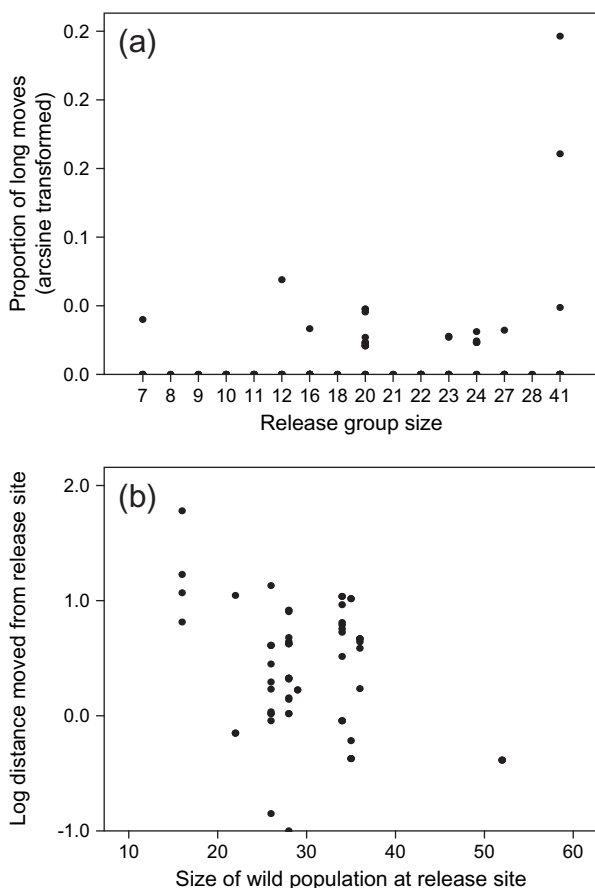 (a)
Proportion of long moves
(arcsine transformed)
0.2
0.2
0.2
0.1
0.0
0.0
7 8 9 10 11 12 16 18 20 21 22 23 24 27 28 41
Release group size
(b)
Log distance moved from release site
2.0
1.0
0.0
-1.0
10 20 30 40 50 60
Size of wild population at release site